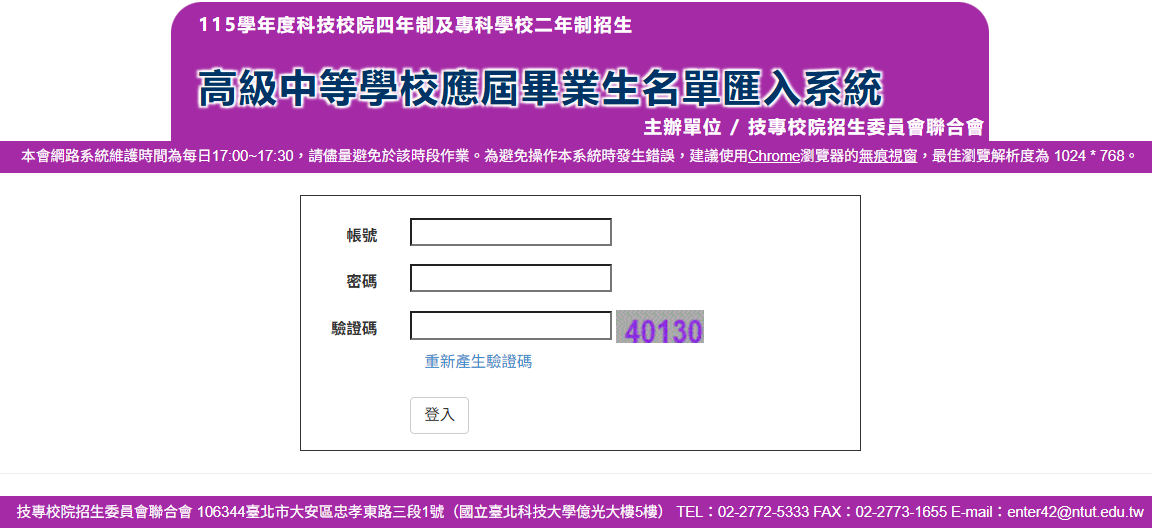 115學年度科技校院四年制及專科學校二年制招生
高級中等學校應屆畢業生名單匯入系統
主辦單位 / 技專校院招生委員會聯合會
本會網路系統維護時間為每日17:00~17:30，請儘量避免於該時段作業。為避免操作本系統時發生錯誤，建議使用Chrome瀏覽器的無痕視窗，最佳瀏覽解析度為 1024 * 768。
帳號
密碼
驗證碼 40130
重新產生驗證碼
登入
技專校院招生委員會聯合會 106344臺北市大安區忠孝東路三段1號（國立臺北科技大學億光大樓5樓） TEL：02-2772-5333 FAX：02-2773-1655 E-mail：enter42@ntut.edu.tw